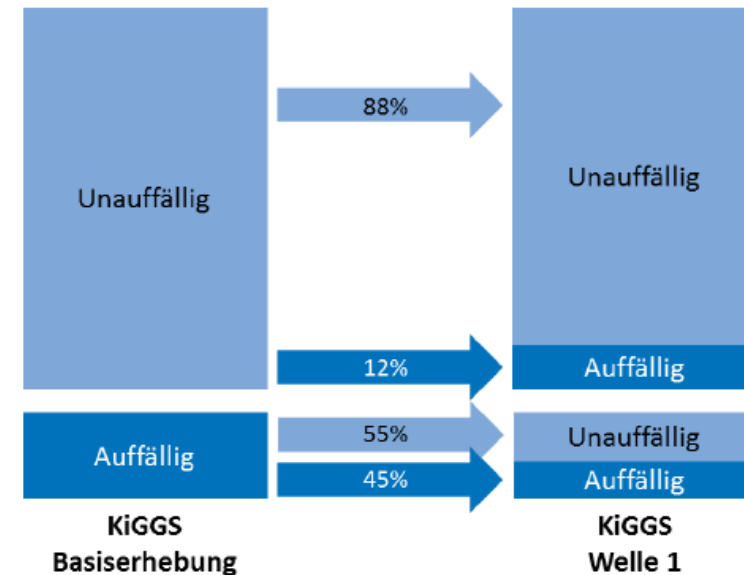 88%
Unauffällig
Unauffällig
12%
Auffällig
55%
Unauffällig
Auffällig
45%
Auffällig
KiGGS
Basiserhebung
KiGGS
Welle 1